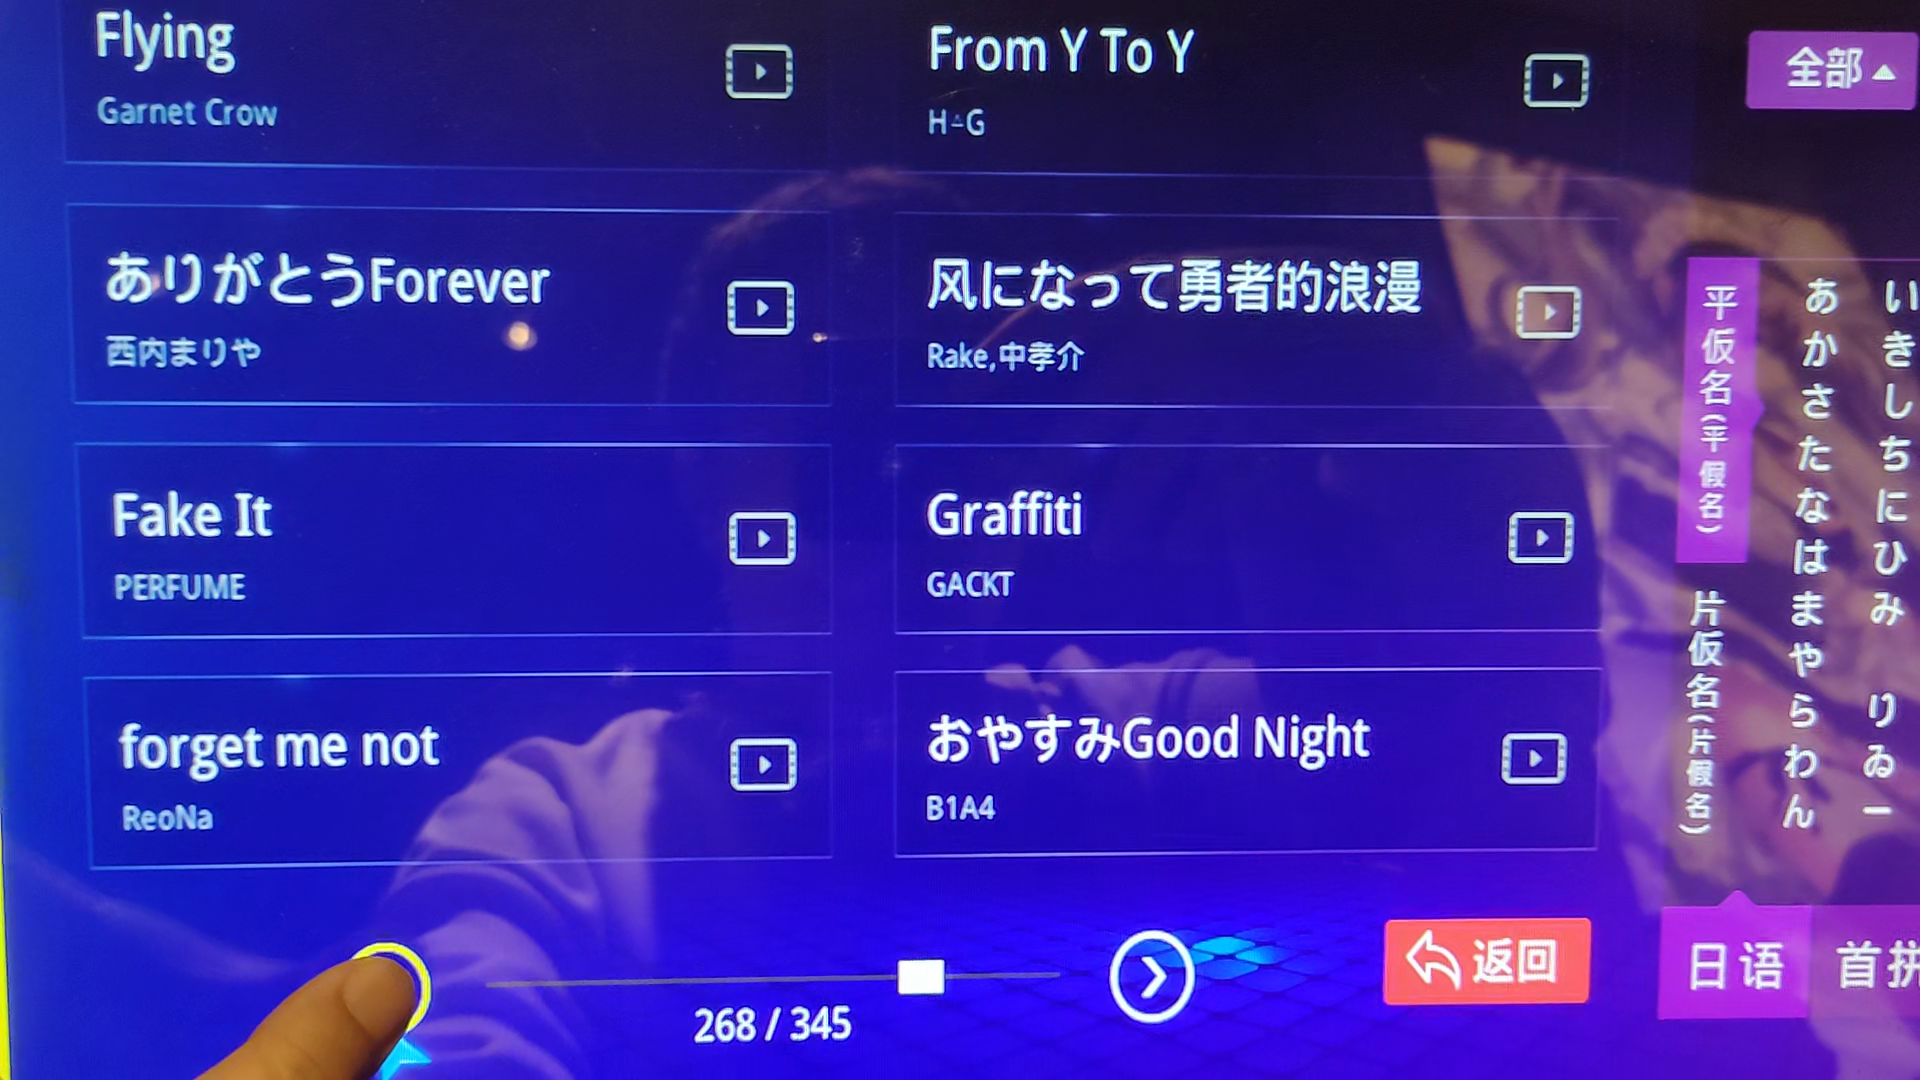 Flying
Garnet Crow
From Y To Y
H△G
ありがとうForever
西内まりや
风になって勇者的浪漫
Rake,中孝介
Fake It
PERFUME
Graffiti
GACKT
forget me not
ReoNa
おやすみGood Night
B1A4
268 / 345
返回
全部▲
平仮名(平假名)
片仮名(片假名)
あかさたなはまやらわん
いきしちにひみ りゐー
日语
首拼